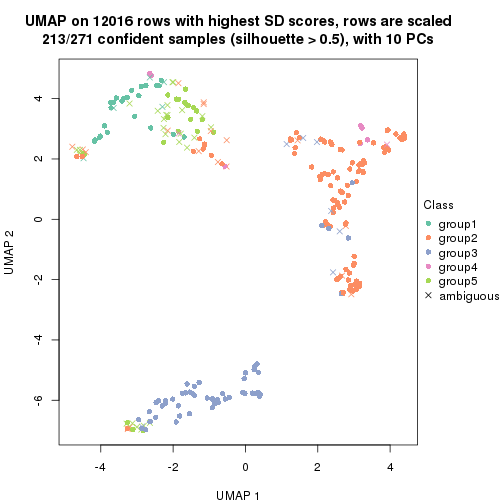 UMAP on 12016 rows with highest SD scores, rows are scaled
213/271 confident samples (silhouette > 0.5), with 10 PCs
4
2
0
-2
-4
-6
UMAP 2
-4
-2
0
2
4
UMAP 1
Class
group1
group2
group3
group4
group5
ambiguous